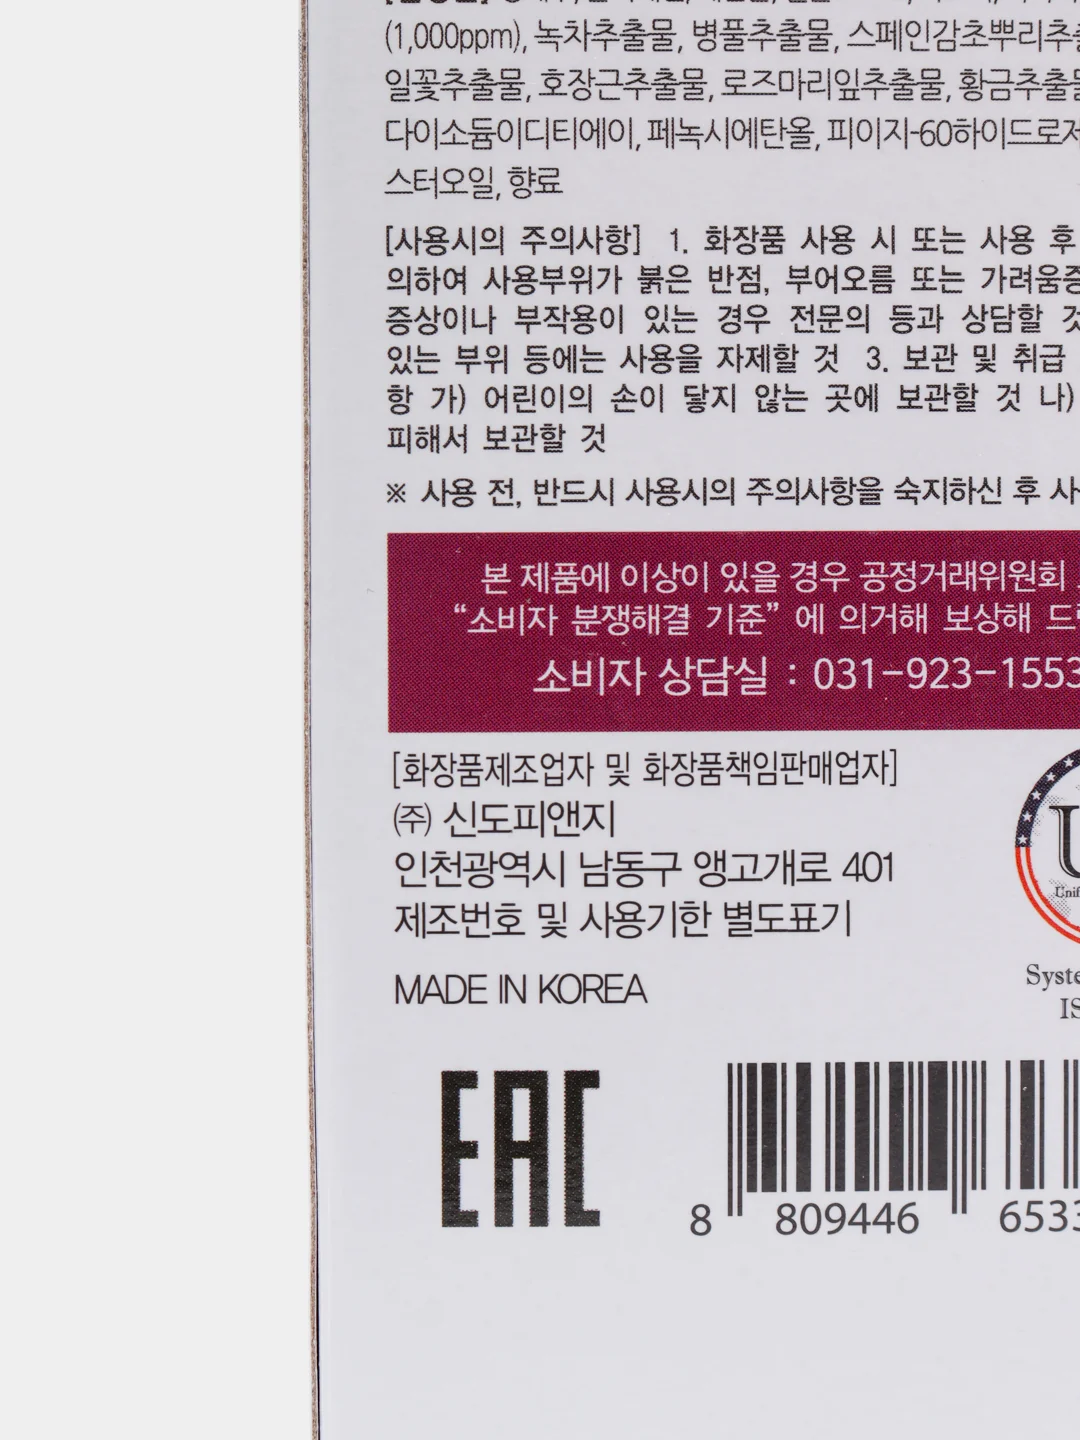 (1,000ppm), 녹차추출물, 병풀추출물, 스페인감초뿌리추출
일꽃추출물, 호장근추출물, 로즈마리잎추출물, 황금추출물
다이소듐이디티에이, 페녹시에탄올, 피이지-60하이드로제
스터오일, 향료
[사용시의 주의사항] 1. 화장품 사용 시 또는 사용 후
의하여 사용부위가 붉은 반점, 부어오름 또는 가려움증
증상이나 부작용이 있는 경우 전문의 등과 상담할 것
있는 부위 등에는 사용을 자제할 것 3. 보관 및 취급
항 가) 어린이의 손이 닿지 않는 곳에 보관할 것 나)
피해서 보관할 것
※ 사용 전, 반드시 사용시의 주의사항을 숙지하신 후 사
본 제품에 이상이 있을 경우 공정거래위원회
“소비자 분쟁해결 기준” 에 의거해 보상해 드
소비자 상담실 : 031-923-1553
[화장품제조업자 및 화장품책임판매업자]
㈜ 신도피앤지
인천광역시 남동구 앵고개로 401
제조번호 및 사용기한 별도표기
U
Unif
Syste
IS
MADE IN KOREA
EAC
8 809446 653